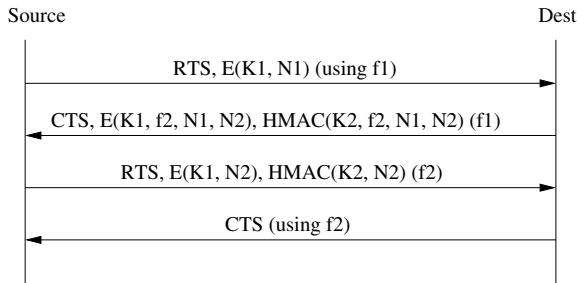 Source Dest
RTS, E(K1, N1) (using f1)
CTS, E(K1, f2, N1, N2), HMAC(K2, f2, N1, N2) (f1)
RTS, E(K1, N2), HMAC(K2, N2) (f2)
CTS (using f2)